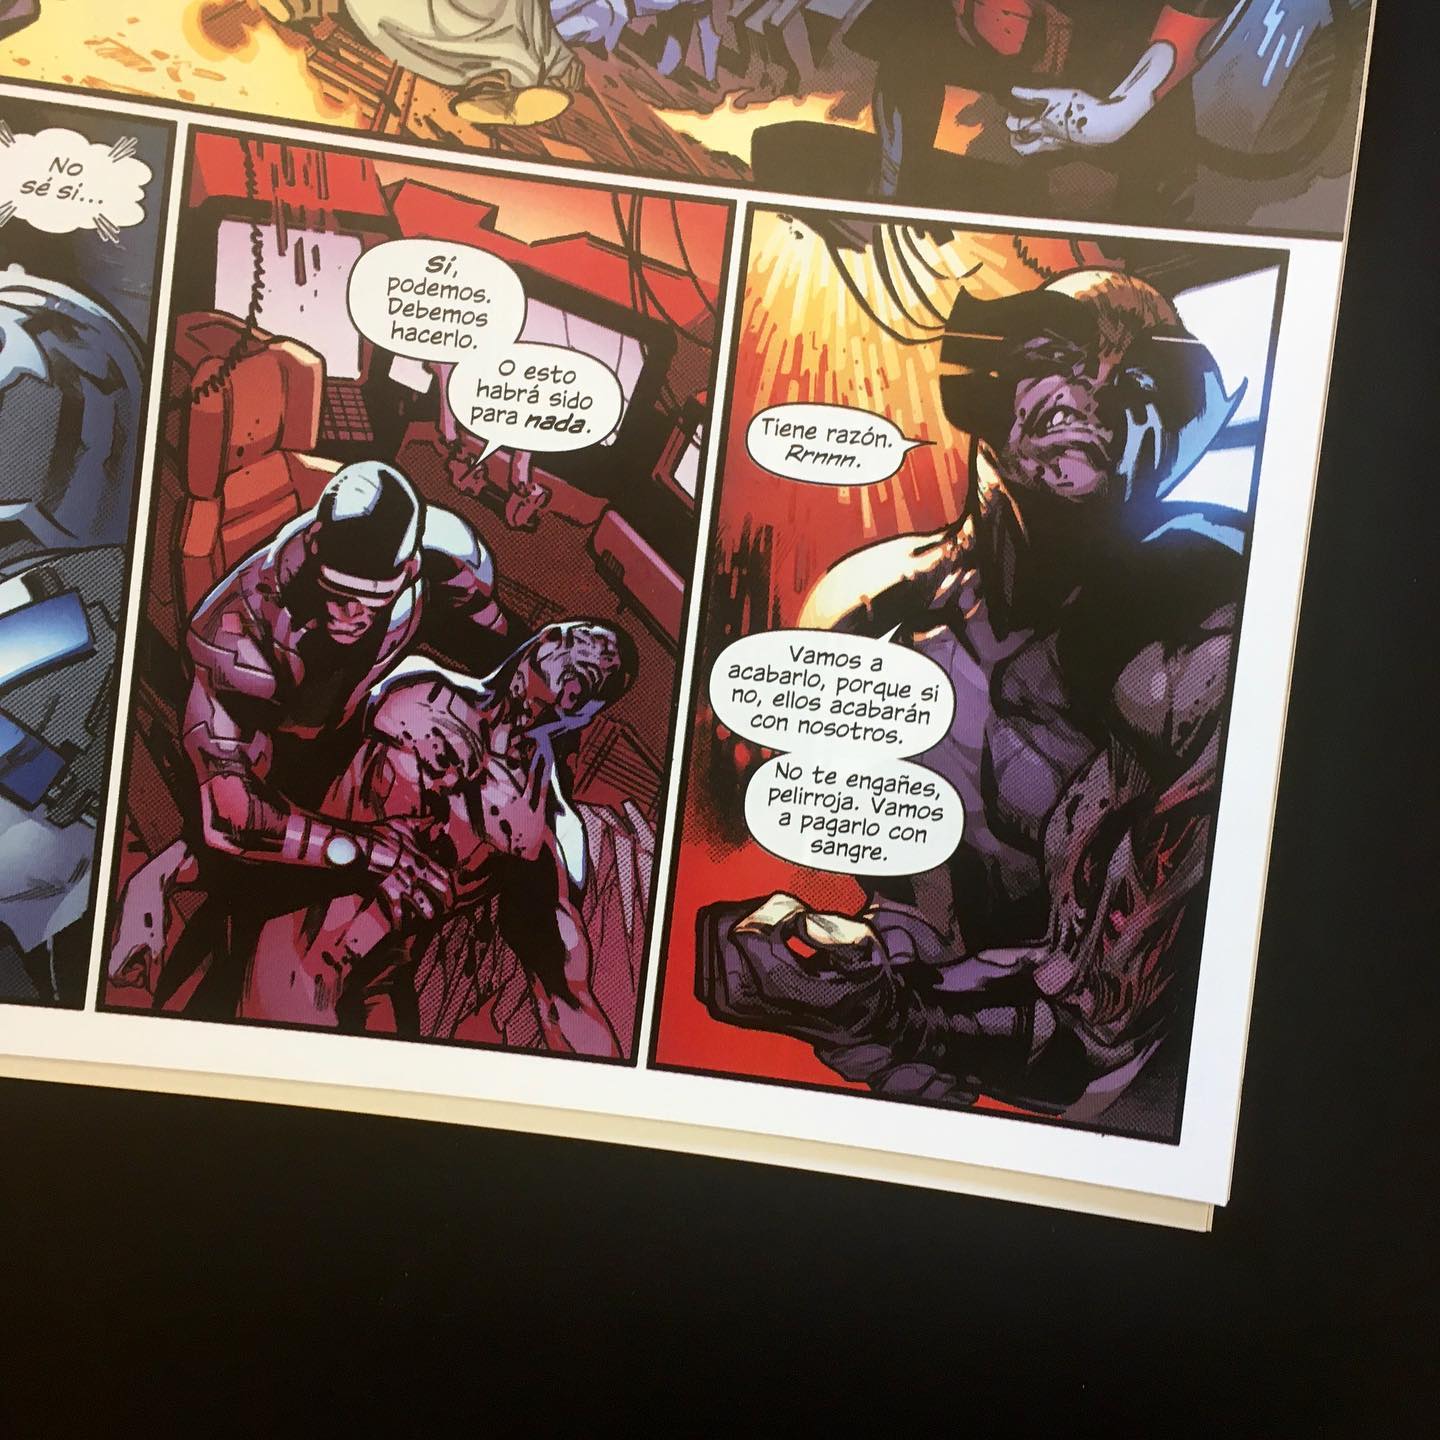 No
sé si...
Sí,
podemos.
Debemos
hacerlo.
O esto
habrá sido
para nada.
Tiene razón.
Rrnnn.
Vamos a
acabarlo, porque si
no, ellos acabarán
con nosotros.
No te engañes,
pelirroja. Vamos
a pagarlo con
sangre.